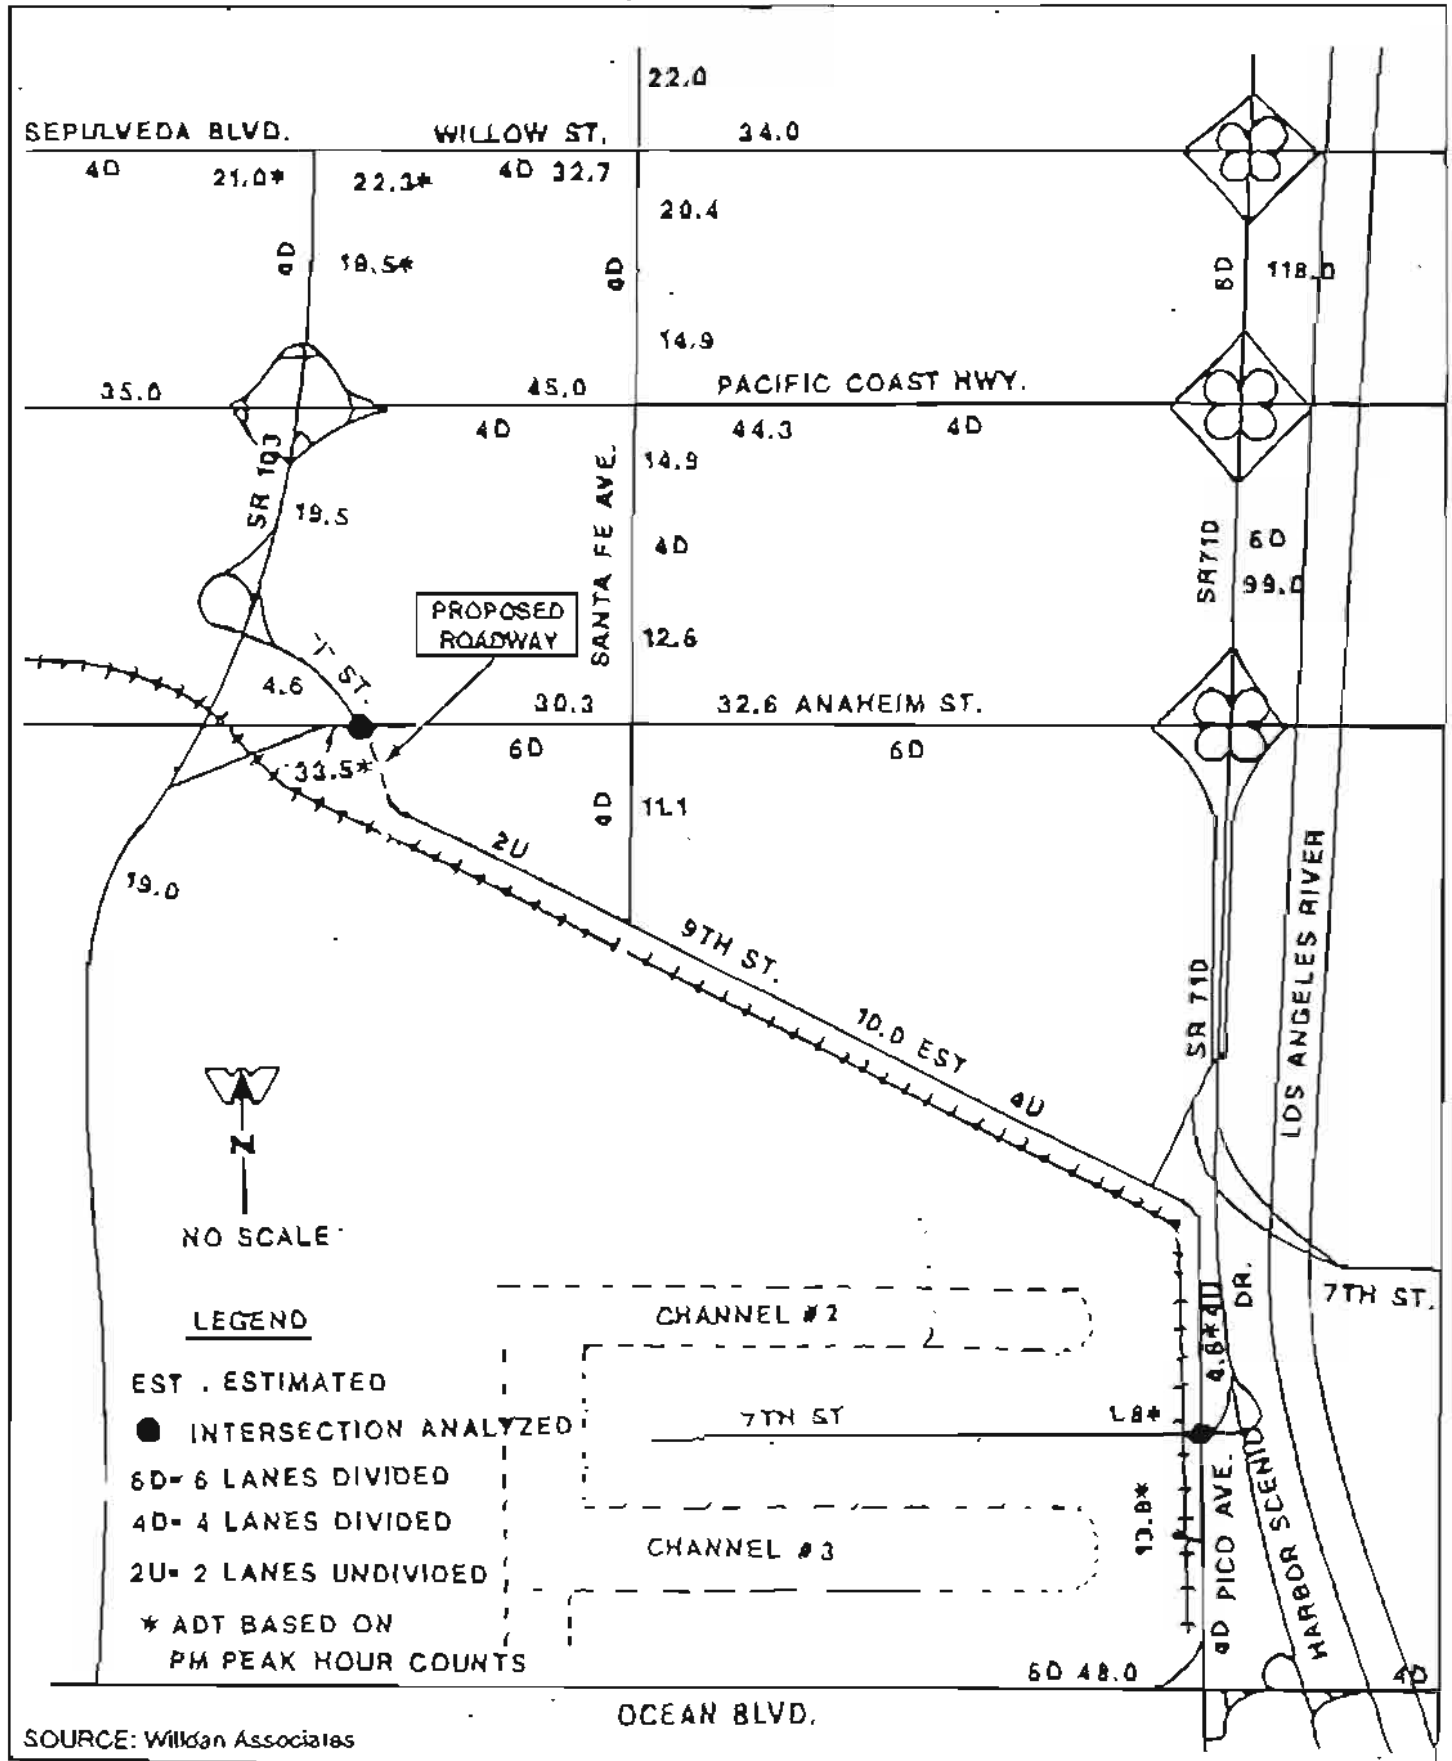 22.0
SEPULVEDA BLVD. WILLOW ST. 34.0
4D 21.0* 22.3* 4D 32.7
20.4
4D 19.5* 4D 8D 118.0
14.9
35.0 45.0 PACIFIC COAST HWY.
4D 44.3 4D
14.9
SR 103
19.5
SANTA FE AVE.
4D
SR 710
6D
99.0
PROPOSED
ROADWAY
12.6
"I" ST.
4.6
30.3 32.6 ANAHEIM ST.
6D 6D
33.5*
4D 11.1
2U
19.0
9TH ST.
LOS ANGELES RIVER
SR 710
10.0 EST
4U
N
NO SCALE
7TH ST.
DR.
LEGEND
CHANNEL #2
EST . ESTIMATED
INTERSECTION ANALYZED
7TH ST
1.8*
6D= 6 LANES DIVIDED
4D= 4 LANES DIVIDED
CHANNEL #3
13.8*
2U= 2 LANES UNDIVIDED
4D PICO AVE.
HARBOR SCENIC
* ADT BASED ON
PM PEAK HOUR COUNTS
6D 48.0 4D
OCEAN BLVD.
SOURCE: Willdan Associates